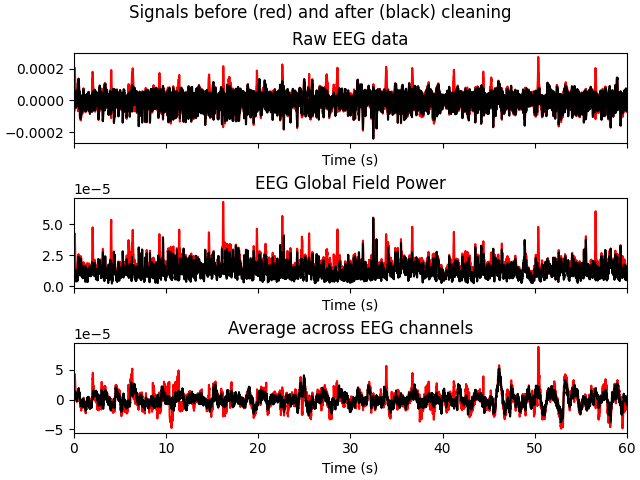 Signals before (red) and after (black) cleaning
Raw EEG data
0.0002
0.0000
−0.0002
Time (s)
EEG Global Field Power
1e−5
5.0
2.5
0.0
Time (s)
Average across EEG channels
1e−5
5
0
−5
0 10 20 30 40 50 60
Time (s)